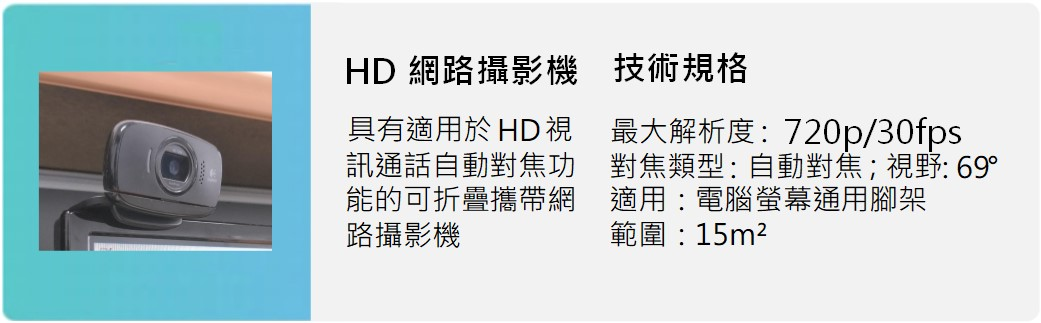 HD 網路攝影機
具有適用於HD視
訊通話自動對焦功
能的可折疊攜帶網
路攝影機
技術規格
最大解析度: 720p/30fps
對焦類型: 自動對焦 ; 視野: 69°
適用 : 電腦螢幕通用腳架
範圍 : 15m²